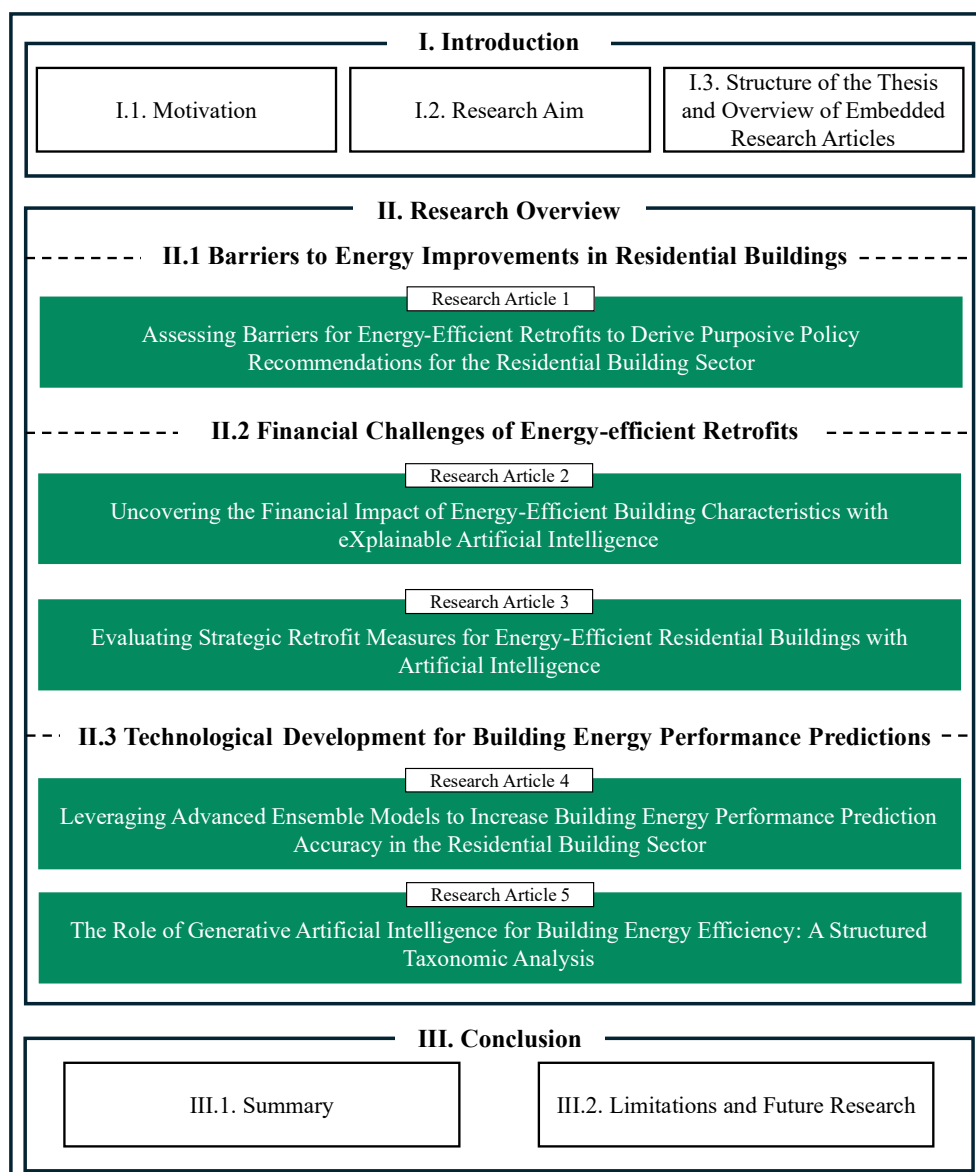 I. Introduction
I.1. Motivation
I.2. Research Aim
I.3. Structure of the Thesis
and Overview of Embedded
Research Articles
II. Research Overview
II.1 Barriers to Energy Improvements in Residential Buildings
Research Article 1
Assessing Barriers for Energy-Efficient Retrofits to Derive Purposive Policy
Recommendations for the Residential Building Sector
II.2 Financial Challenges of Energy-efficient Retrofits
Research Article 2
Uncovering the Financial Impact of Energy-Efficient Building Characteristics with
eXplainable Artificial Intelligence
Research Article 3
Evaluating Strategic Retrofit Measures for Energy-Efficient Residential Buildings with
Artificial Intelligence
II.3 Technological Development for Building Energy Performance Predictions
Research Article 4
Leveraging Advanced Ensemble Models to Increase Building Energy Performance Prediction
Accuracy in the Residential Building Sector
Research Article 5
The Role of Generative Artificial Intelligence for Building Energy Efficiency: A Structured
Taxonomic Analysis
III. Conclusion
III.1. Summary
III.2. Limitations and Future Research